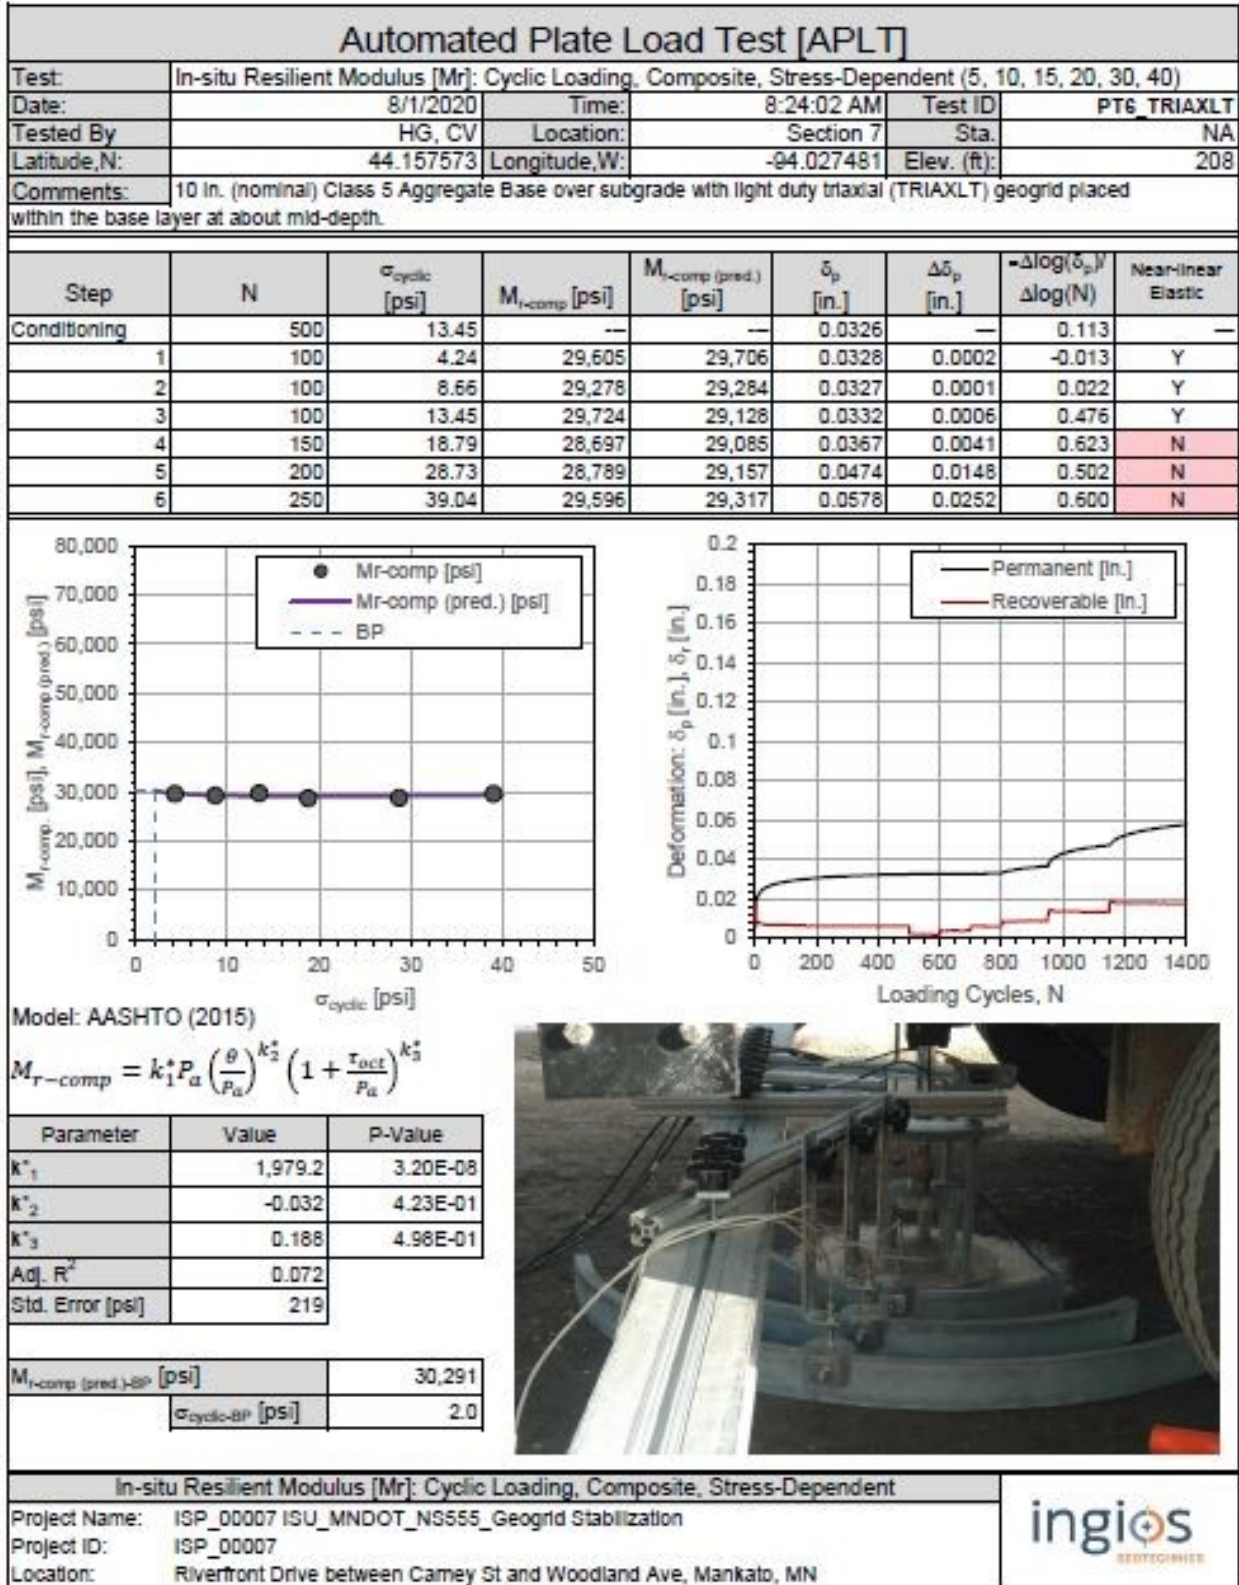 Automated Plate Load Test [APLT]
Test: In-situ Resilient Modulus [Mr]: Cyclic Loading, Composite, Stress-Dependent (5, 10, 15, 20, 30, 40)
Date: 8/1/2020 Time: 8:24:02 AM Test ID PT6_TRIAXLT
Tested By HG, CV Location: Section 7 Sta. NA
Latitude,N: 44.157573 Longitude,W: -94.027481 Elev. (ft): 208
Comments: 10 in. (nominal) Class 5 Aggregate Base over subgrade with light duty triaxial (TRIAXLT) geogrid placed
within the base layer at about mid-depth.
Step N σcyclic [psi] Mr-comp [psi] Mr-comp (pred.) [psi] δp [in.] Δδp [in.] =Δlog(δp)/ Δlog(N) Near-linear Elastic
Conditioning 500 13.45 --- --- 0.0326 --- 0.113 ---
1 100 4.24 29,605 29,706 0.0328 0.0002 -0.013 Y
2 100 8.66 29,278 29,284 0.0327 0.0001 0.022 Y
3 100 13.45 29,724 29,128 0.0332 0.0006 0.476 Y
4 150 18.79 28,697 29,085 0.0367 0.0041 0.623 N
5 200 28.73 28,789 29,157 0.0474 0.0148 0.502 N
6 250 39.04 29,596 29,317 0.0578 0.0252 0.600 N
Mr-comp. [psi], Mr-comp (pred.) [psi]
80,000
70,000
60,000
50,000
40,000
30,000
20,000
10,000
0
Mr-comp [psi]
Mr-comp (pred.) [psi]
BP
0 10 20 30 40 50
σcyclic [psi]
Deformation: δp [in.], δr [in.]
0.2
0.18
0.16
0.14
0.12
0.1
0.08
0.06
0.04
0.02
0
Permanent [in.]
Recoverable [in.]
0 200 400 600 800 1000 1200 1400
Loading Cycles, N
Model: AASHTO (2015)
Mr−comp = k*1Pa (θ/Pa)^k*2 (1 + τoct/Pa)^k*3
Parameter Value P-Value
k*1 1,979.2 3.20E-08
k*2 -0.032 4.23E-01
k*3 0.188 4.98E-01
Adj. R2 0.072
Std. Error [psi] 219
Mr-comp (pred.)-BP [psi] 30,291
σcyclic-BP [psi] 2.0
In-situ Resilient Modulus [Mr]: Cyclic Loading, Composite, Stress-Dependent
Project Name: ISP_00007 ISU_MNDOT_NS555_Geogrid Stabilization
Project ID: ISP_00007
Location: Riverfront Drive between Carney St and Woodland Ave, Mankato, MN
ingios
GEOTECHNICS